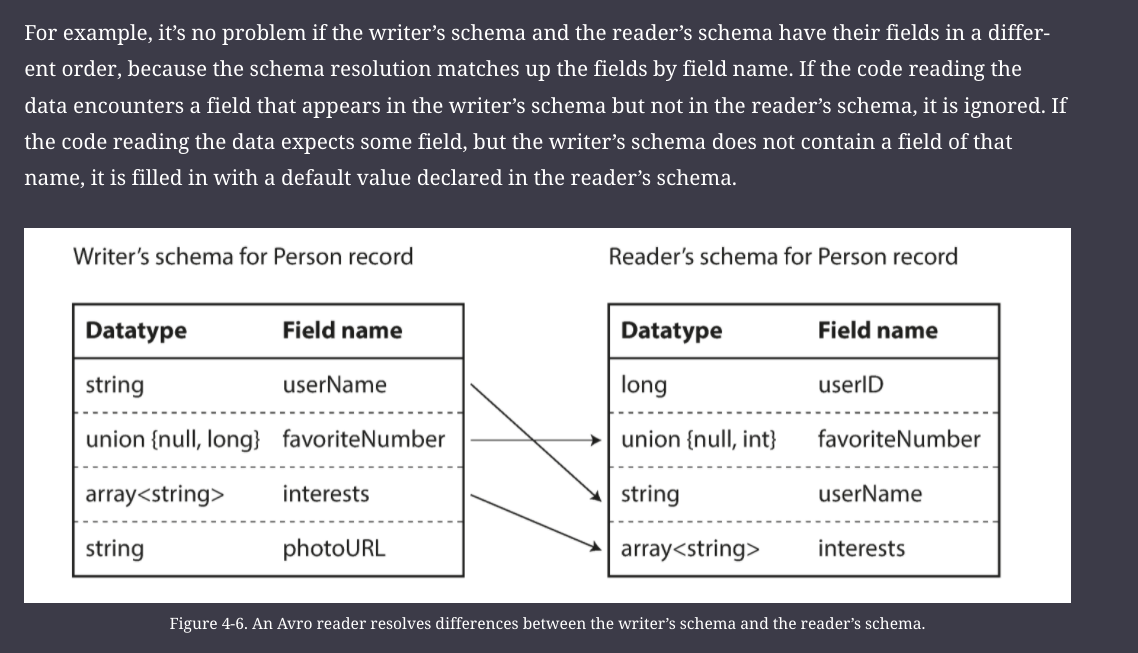 For example, it’s no problem if the writer’s schema and the reader’s schema have their fields in a differ-
ent order, because the schema resolution matches up the fields by field name. If the code reading the
data encounters a field that appears in the writer’s schema but not in the reader’s schema, it is ignored. If
the code reading the data expects some field, but the writer’s schema does not contain a field of that
name, it is filled in with a default value declared in the reader’s schema.
Writer’s schema for Person record
Datatype Field name
string userName
union {null, long} favoriteNumber
array<string> interests
string photoURL
Reader’s schema for Person record
Datatype Field name
long userID
union {null, int} favoriteNumber
string userName
array<string> interests
Figure 4-6. An Avro reader resolves differences between the writer’s schema and the reader’s schema.